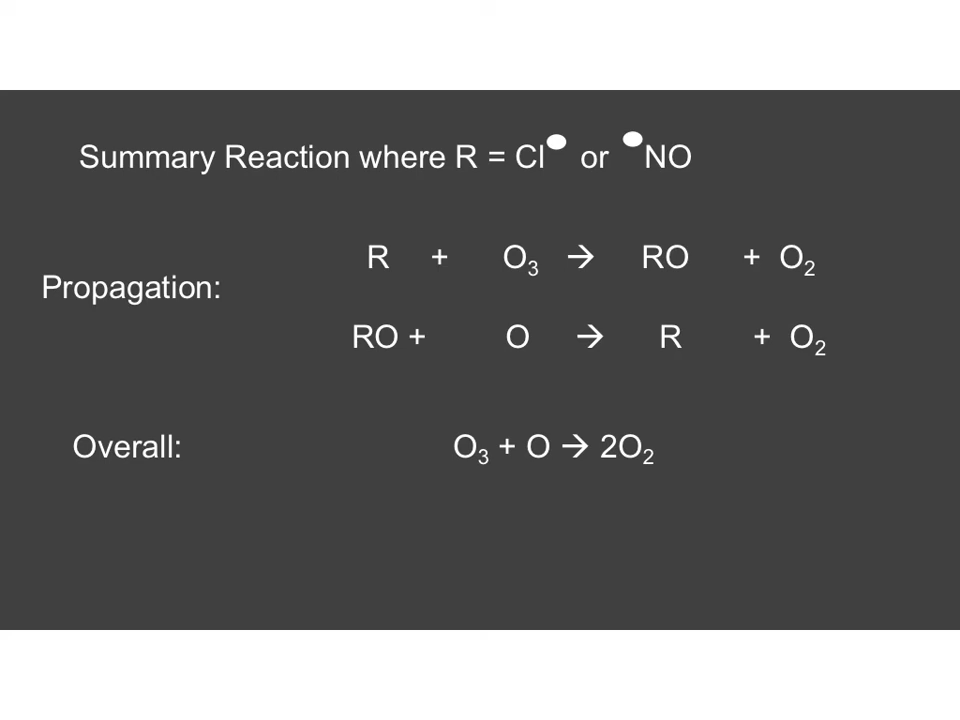 Summary Reaction where R = Cl• or •NO
R + O₃ → RO + O₂
Propagation:
RO + O → R + O₂
Overall: O₃ + O → 2O₂